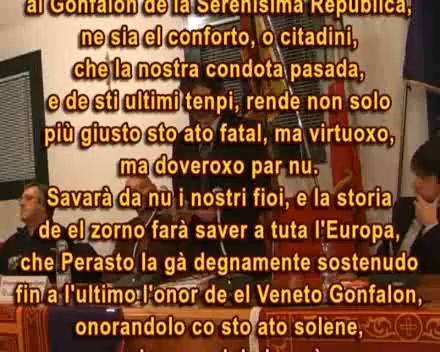 al Gonfalon de la Serenisima Republica,
ne sia el conforto, o citadini,
che la nostra condota pasada,
e de sti ultimi tenpi, rende non solo
più giusto sto ato fatal, ma virtuoxo,
ma doveroxo par nu.
Savarà da nu i nostri fioi, e la storia
de el zorno farà saver a tuta l'Europa,
che Perasto la gà degnamente sostenudo
fin a l'ultimo l'onor de el Veneto Gonfalon,
onorandolo co sto ato solene,